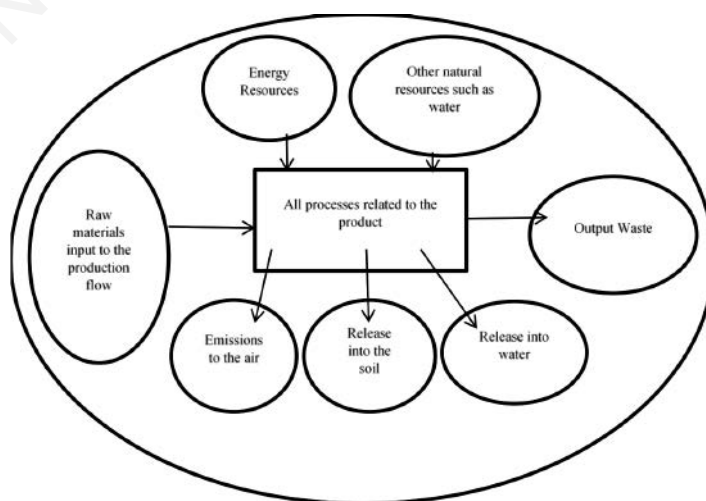 Energy
Resources
Other natural
resources such as
water
Raw
materials
input to the
production
flow
All processes related to the
product
Output Waste
Emissions
to the air
Release
into the
soil
Release into
water